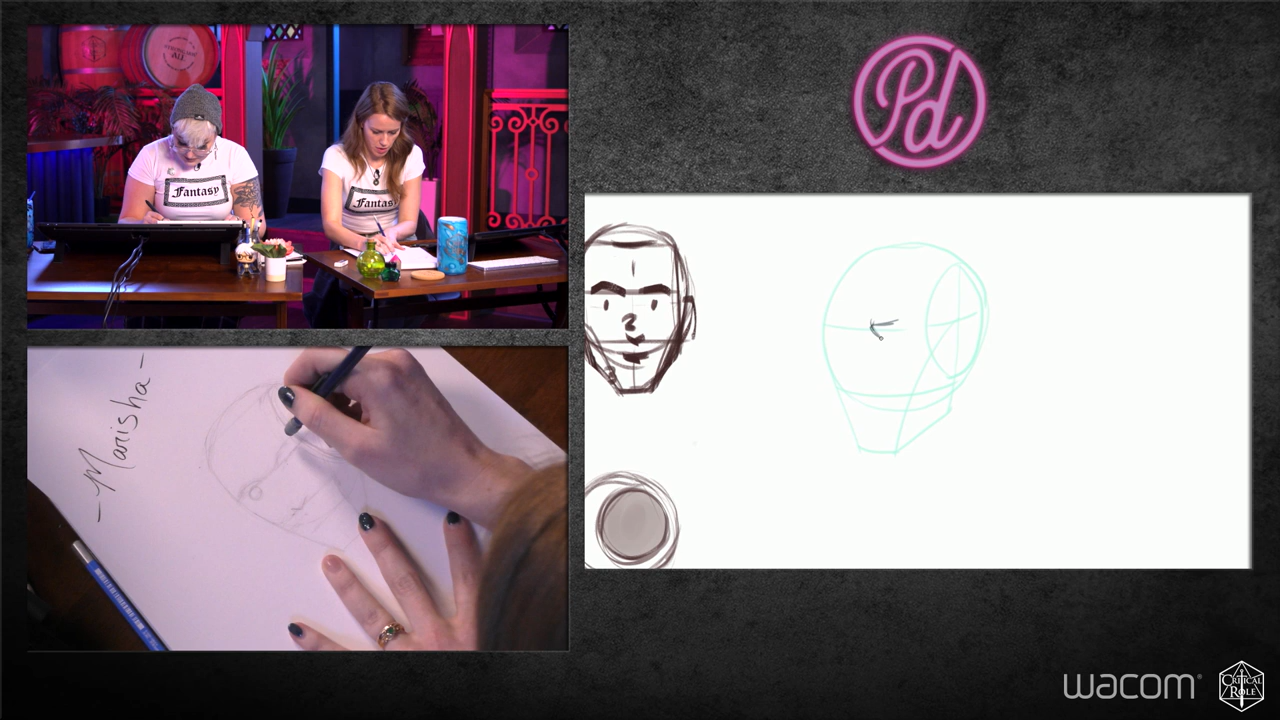 Fantasy
Fantasy
Pd
-Marisha-
wacom
CRITICAL
ROLE